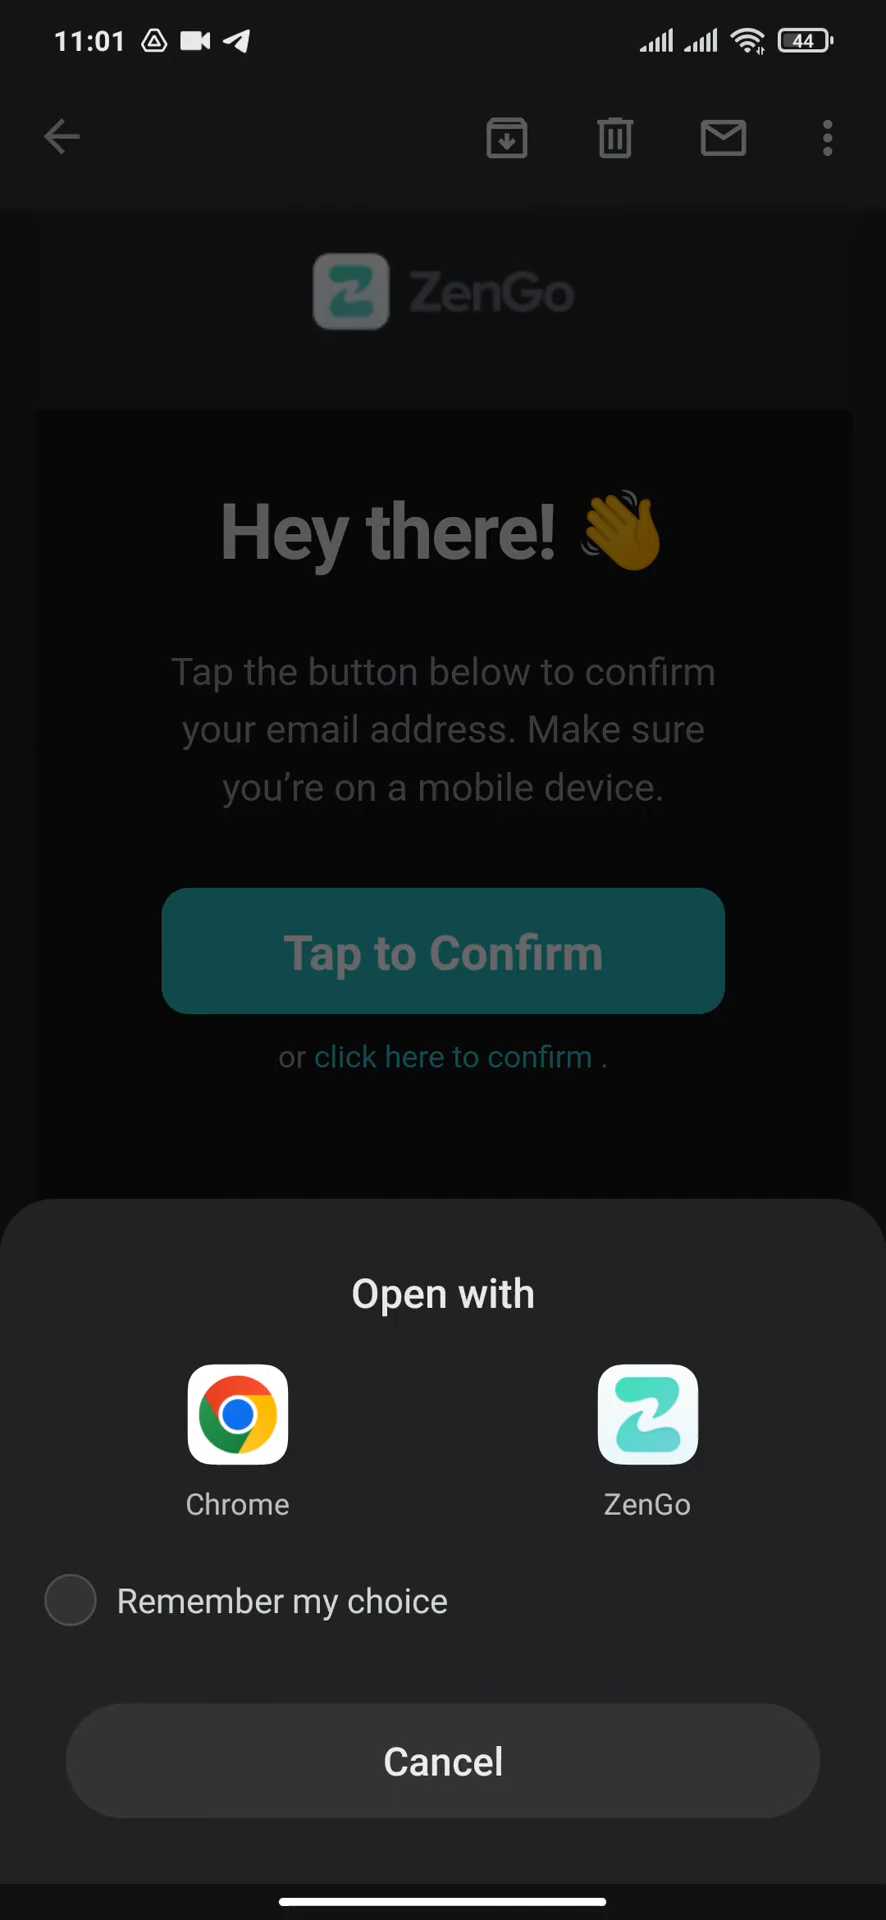 11:01
44
ZenGo
Hey there! 👋
Tap the button below to confirm
your email address. Make sure
you’re on a mobile device.
Tap to Confirm
or click here to confirm .
Open with
Chrome
ZenGo
Remember my choice
Cancel